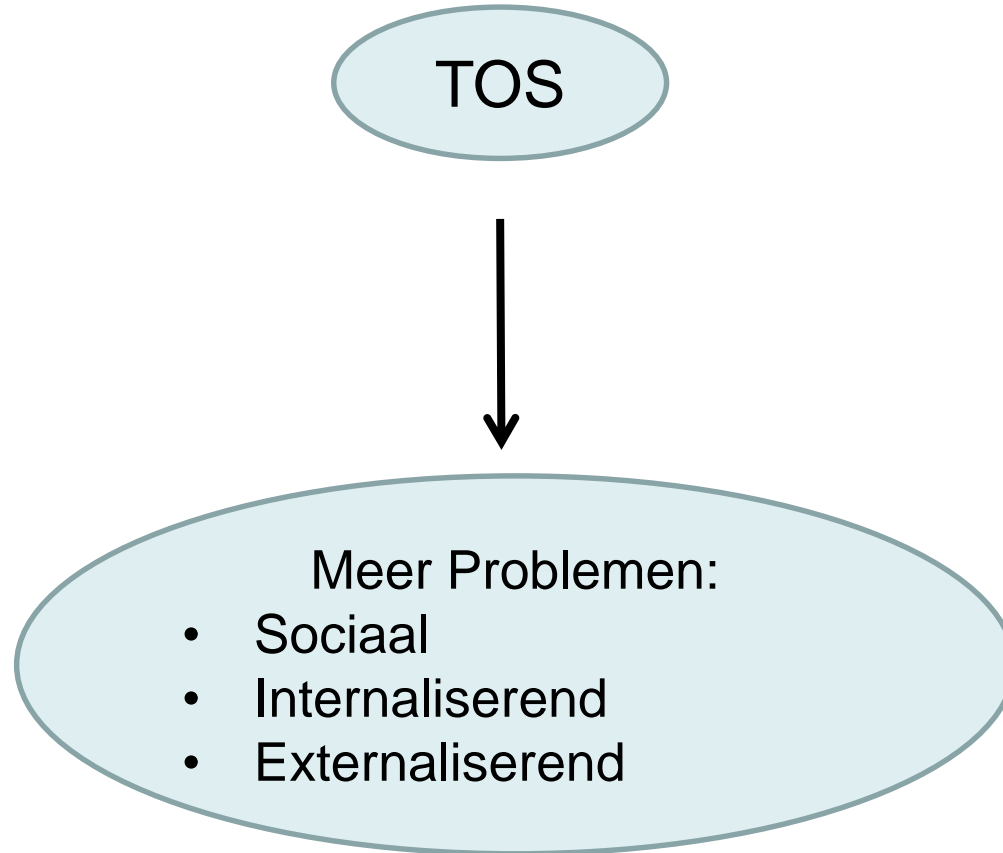 TOS
Meer Problemen:
• Sociaal
• Internaliserend
• Externaliserend